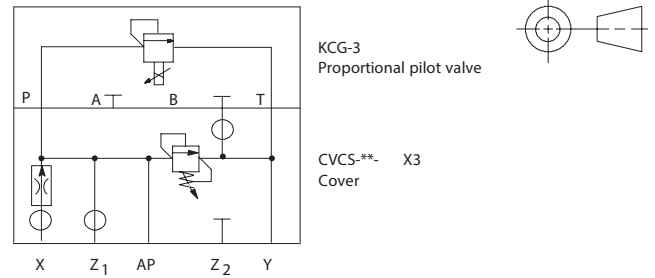 KCG-3
Proportional pilot valve
P A B T
CVCS-**- X3
Cover
X Z1 AP Z2 Y